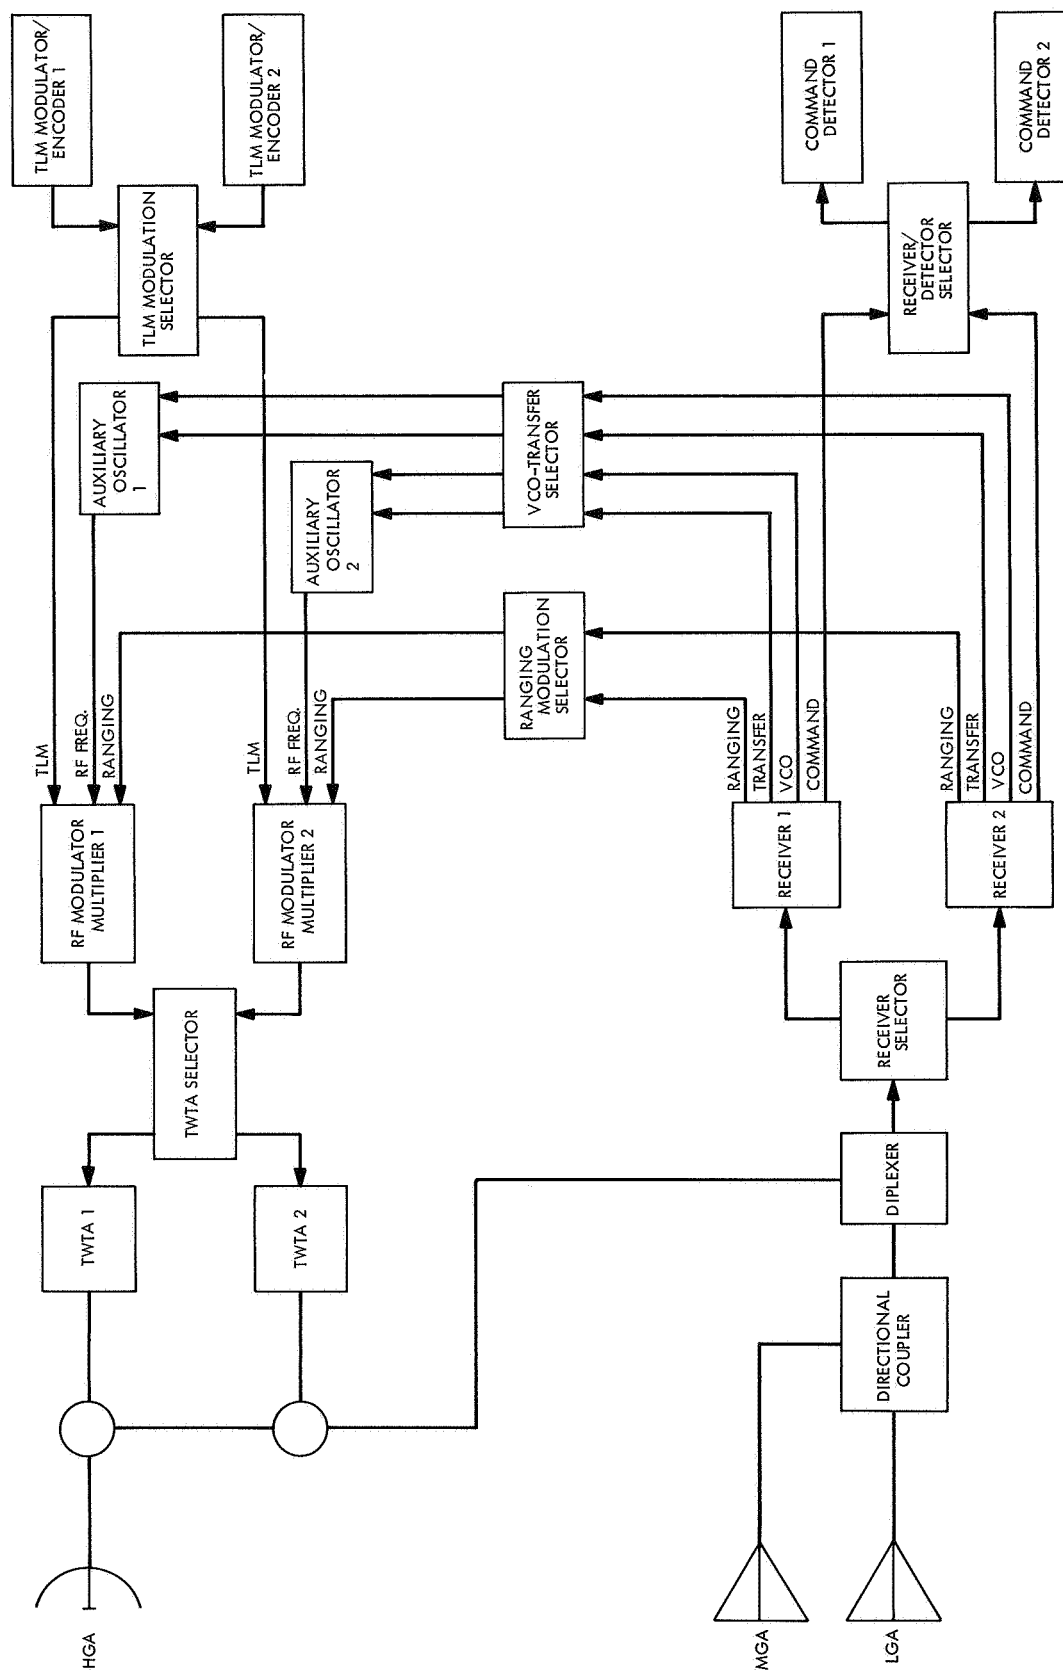 HGA
TWTA 1
TWTA 2
TWTA SELECTOR
RF MODULATOR
MULTIPLIER 1
RF MODULATOR
MULTIPLIER 2
TLM
RF FREQ.
RANGING
TLM
RF FREQ.
RANGING
AUXILIARY
OSCILLATOR
1
AUXILIARY
OSCILLATOR
2
TLM MODULATION
SELECTOR
TLM MODULATOR/
ENCODER 1
TLM MODULATOR/
ENCODER 2
RANGING
MODULATION
SELECTOR
VCO-TRANSFER
SELECTOR
MGA
LGA
DIRECTIONAL
COUPLER
DIPLEXER
RECEIVER
SELECTOR
RECEIVER 1
RANGING
TRANSFER
VCO
COMMAND
RECEIVER 2
RANGING
TRANSFER
VCO
COMMAND
RECEIVER/
DETECTOR
SELECTOR
COMMAND
DETECTOR 1
COMMAND
DETECTOR 2